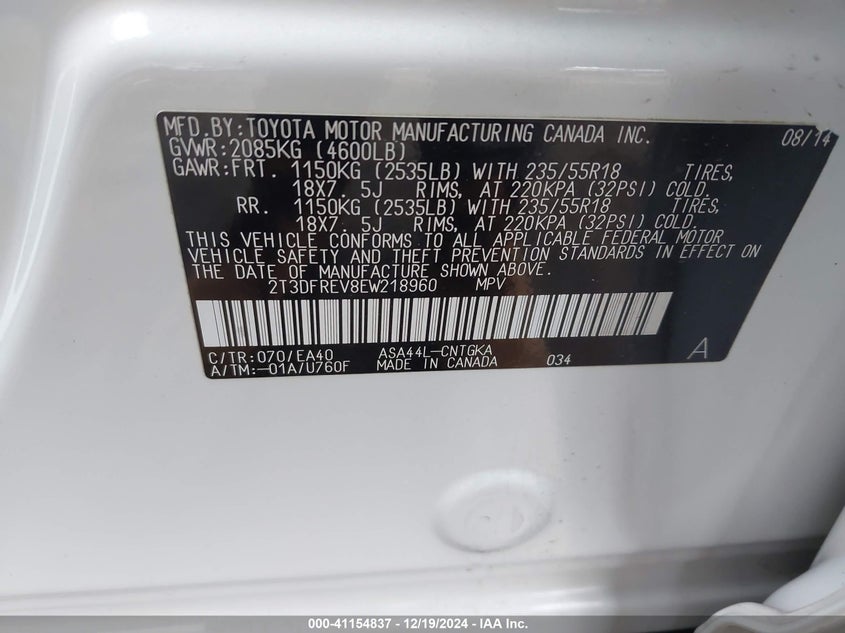 MFD.BY:TOYOTA MOTOR MANUFACTURING CANADA INC. 08/14
GVWR:2085KG (4600LB)
GAWR:FRT. 1150KG (2535LB) WITH 235/55R18 TIRES,
18X7. 5J RIMS, AT 220KPA (32PSI) COLD.
RR. 1150KG (2535LB) WITH 235/55R18 TIRES,
18X7. 5J RIMS, AT 220KPA (32PSI) COLD.
THIS VEHICLE CONFORMS TO ALL APPLICABLE FEDERAL MOTOR
VEHICLE SAFETY AND THEFT PREVENTION STANDARDS IN EFFECT ON
THE DATE OF MANUFACTURE SHOWN ABOVE.
2T3DFREV8EW218960 MPV
C/TR:070/EA40 ASA44L-CNTGKA A
A/TM:-01A/U760F MADE IN CANADA 034
000-41154837 - 12/19/2024 - IAA Inc.